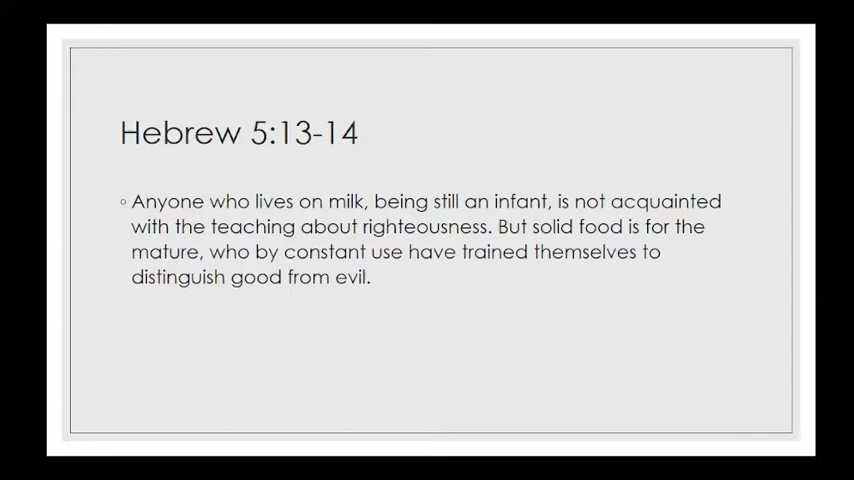 Hebrew 5:13-14
◦ Anyone who lives on milk, being still an infant, is not acquainted
with the teaching about righteousness. But solid food is for the
mature, who by constant use have trained themselves to
distinguish good from evil.